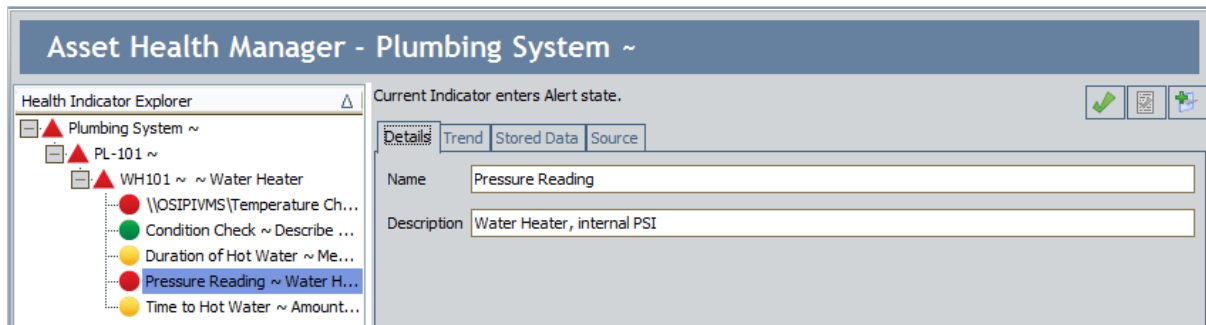 Asset Health Manager - Plumbing System ~
Health Indicator Explorer
Plumbing System ~
PL-101 ~
WH101 ~ ~ Water Heater
\\OSIPIVMS\Temperature Ch...
Condition Check ~ Describe ...
Duration of Hot Water ~ Me...
Pressure Reading ~ Water H...
Time to Hot Water ~ Amount...
Current Indicator enters Alert state.
Details Trend Stored Data Source
Name Pressure Reading
Description Water Heater, internal PSI